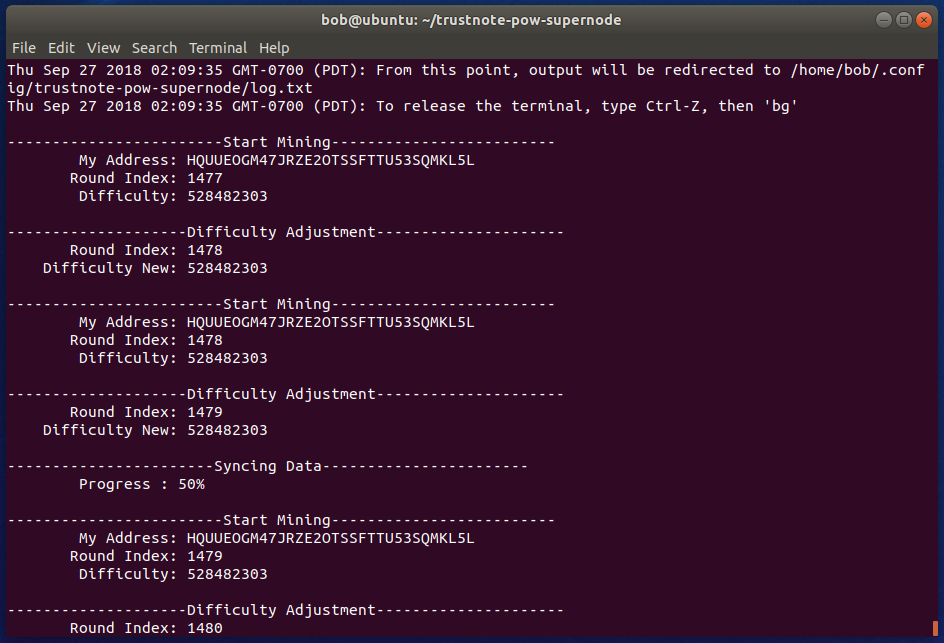 bob@ubuntu: ~/trustnote-pow-supernode
File Edit View Search Terminal Help
Thu Sep 27 2018 02:09:35 GMT-0700 (PDT): From this point, output will be redirected to /home/bob/.conf
ig/trustnote-pow-supernode/log.txt
Thu Sep 27 2018 02:09:35 GMT-0700 (PDT): To release the terminal, type Ctrl-Z, then 'bg'
------------------------Start Mining-------------------------
My Address: HQUUEOGM47JRZE2OTSSFTTU53SQMKL5L
Round Index: 1477
Difficulty: 528482303
--------------------Difficulty Adjustment---------------------
Round Index: 1478
Difficulty New: 528482303
------------------------Start Mining-------------------------
My Address: HQUUEOGM47JRZE2OTSSFTTU53SQMKL5L
Round Index: 1478
Difficulty: 528482303
--------------------Difficulty Adjustment---------------------
Round Index: 1479
Difficulty New: 528482303
-----------------------Syncing Data-----------------------
Progress : 50%
------------------------Start Mining-------------------------
My Address: HQUUEOGM47JRZE2OTSSFTTU53SQMKL5L
Round Index: 1479
Difficulty: 528482303
--------------------Difficulty Adjustment---------------------
Round Index: 1480